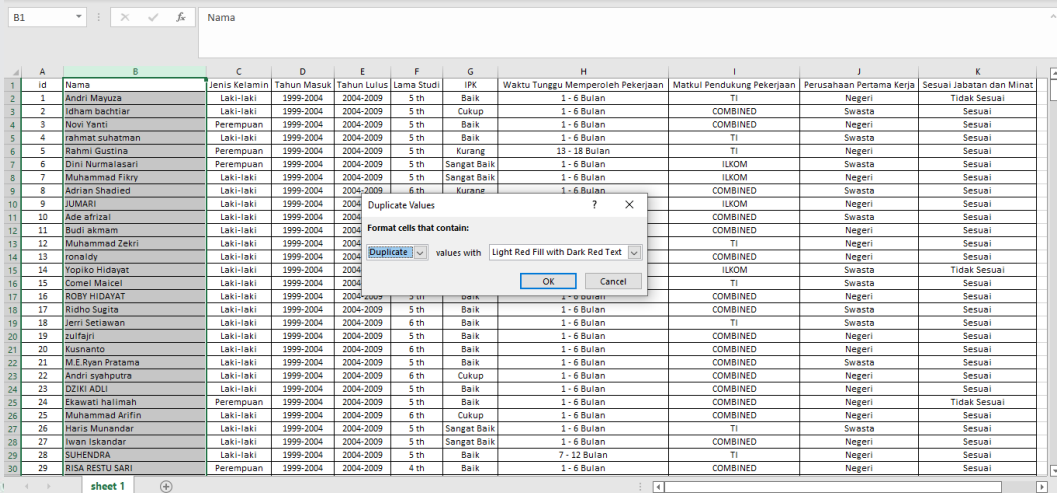 B1 fx Nama
A B C D E F G H I J K
1 id Nama Jenis Kelamin Tahun Masuk Tahun Lulus Lama Studi IPK Waktu Tunggu Memperoleh Pekerjaan Matkul Pendukung Pekerjaan Perusahaan Pertama Kerja Sesuai Jabatan dan Minat
2 1 Andri Mayuza Laki-laki 1999-2004 2004-2009 5 th Baik 1 - 6 Bulan TI Negeri Tidak Sesuai
3 2 Idham bachtiar Laki-laki 1999-2004 2004-2009 5 th Cukup 1 - 6 Bulan COMBINED Swasta Sesuai
4 3 Novi Yanti Perempuan 1999-2004 2004-2009 5 th Baik 1 - 6 Bulan COMBINED Negeri Sesuai
5 4 rahmat suhatman Laki-laki 1999-2004 2004-2009 5 th Baik 1 - 6 Bulan TI Swasta Sesuai
6 5 Rahmi Gustina Perempuan 1999-2004 2004-2009 5 th Kurang 13 - 18 Bulan TI Negeri Sesuai
7 6 Dini Nurmalasari Perempuan 1999-2004 2004-2009 5 th Sangat Baik 1 - 6 Bulan ILKOM Swasta Sesuai
8 7 Muhammad Fikry Laki-laki 1999-2004 2004-2009 5 th Sangat Baik 1 - 6 Bulan ILKOM Negeri Sesuai
9 8 Adrian Shadied Laki-laki 1999-2004 2004-2009 6 th Kurang 1 - 6 Bulan COMBINED Swasta Sesuai
10 9 JUMARI Laki-laki 1999-2004 2004 ILKOM Negeri Sesuai
11 10 Ade afrizal Laki-laki 1999-2004 2004 COMBINED Swasta Sesuai
12 11 Budi akmam Laki-laki 1999-2004 2004 COMBINED Negeri Sesuai
13 12 Muhammad Zekri Laki-laki 1999-2004 2004 TI Negeri Sesuai
14 13 ronaldy Laki-laki 1999-2004 2004 COMBINED Negeri Sesuai
15 14 Yopiko Hidayat Laki-laki 1999-2004 2004 ILKOM Swasta Tidak Sesuai
16 15 Comel Maicel Laki-laki 1999-2004 2004 TI Swasta Sesuai
17 16 ROBY HIDAYAT Laki-laki 1999-2004 2004-2009 5 th Baik 1 - 6 Bulan COMBINED Negeri Sesuai
18 17 Ridho Sugita Laki-laki 1999-2004 2004-2009 5 th Baik 1 - 6 Bulan COMBINED Swasta Sesuai
19 18 Jerri Setiawan Laki-laki 1999-2004 2004-2009 6 th Baik 1 - 6 Bulan TI Swasta Sesuai
20 19 zulfajri Laki-laki 1999-2004 2004-2009 5 th Baik 1 - 6 Bulan COMBINED Negeri Sesuai
21 20 Kusnanto Laki-laki 1999-2004 2004-2009 6 th Baik 1 - 6 Bulan COMBINED Negeri Sesuai
22 21 M.E.Ryan Pratama Laki-laki 1999-2004 2004-2009 5 th Baik 1 - 6 Bulan COMBINED Swasta Sesuai
23 22 Andri syahputra Laki-laki 1999-2004 2004-2009 6 th Cukup 1 - 6 Bulan COMBINED Negeri Sesuai
24 23 DZIKI ADLI Laki-laki 1999-2004 2004-2009 5 th Baik 1 - 6 Bulan COMBINED Negeri Sesuai
25 24 Ekawati halimah Perempuan 1999-2004 2004-2009 5 th Baik 1 - 6 Bulan TI Negeri Tidak Sesuai
26 25 Muhammad Arifin Laki-laki 1999-2004 2004-2009 6 th Cukup 1 - 6 Bulan COMBINED Negeri Sesuai
27 26 Haris Munandar Laki-laki 1999-2004 2004-2009 5 th Sangat Baik 1 - 6 Bulan TI Swasta Sesuai
28 27 Iwan Iskandar Laki-laki 1999-2004 2004-2009 5 th Sangat Baik 1 - 6 Bulan COMBINED Negeri Sesuai
29 28 SUHENDRA Laki-laki 1999-2004 2004-2009 5 th Baik 7 - 12 Bulan TI Negeri Sesuai
30 29 RISA RESTU SARI Perempuan 1999-2004 2004-2009 4 th Baik 1 - 6 Bulan COMBINED Negeri Sesuai
Duplicate Values ?
Format cells that contain:
Duplicate values with Light Red Fill with Dark Red Text
OK Cancel
sheet 1